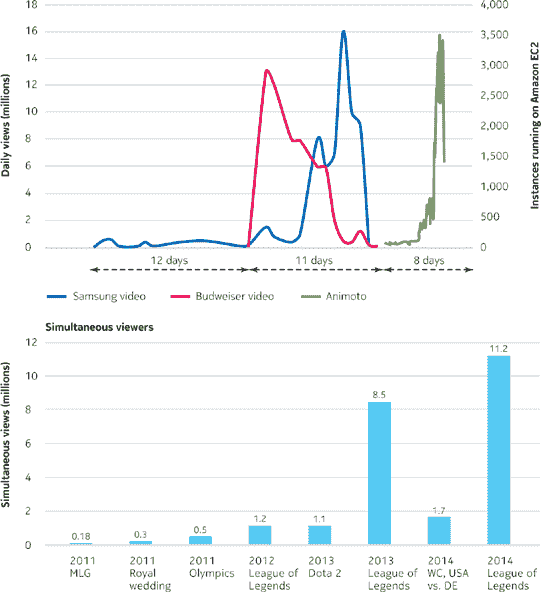 18
16
14
12
10
8
6
4
2
0
Daily views (millions)
4,000
3,500
3,000
2,500
2,000
1,500
1,000
500
0
Instances running on Amazon EC2
12 days
11 days
8 days
Samsung video
Budweiser video
Animoto
Simultaneous viewers
12
10
8
6
4
2
0
Simultaneous views (millions)
0.18
0.3
0.5
1.2
1.1
8.5
1.7
11.2
2011
MLG
2011
Royal
wedding
2011
Olympics
2012
League of
Legends
2013
Dota 2
2013
League of
Legends
2014
WC, USA
vs. DE
2014
League of
Legends